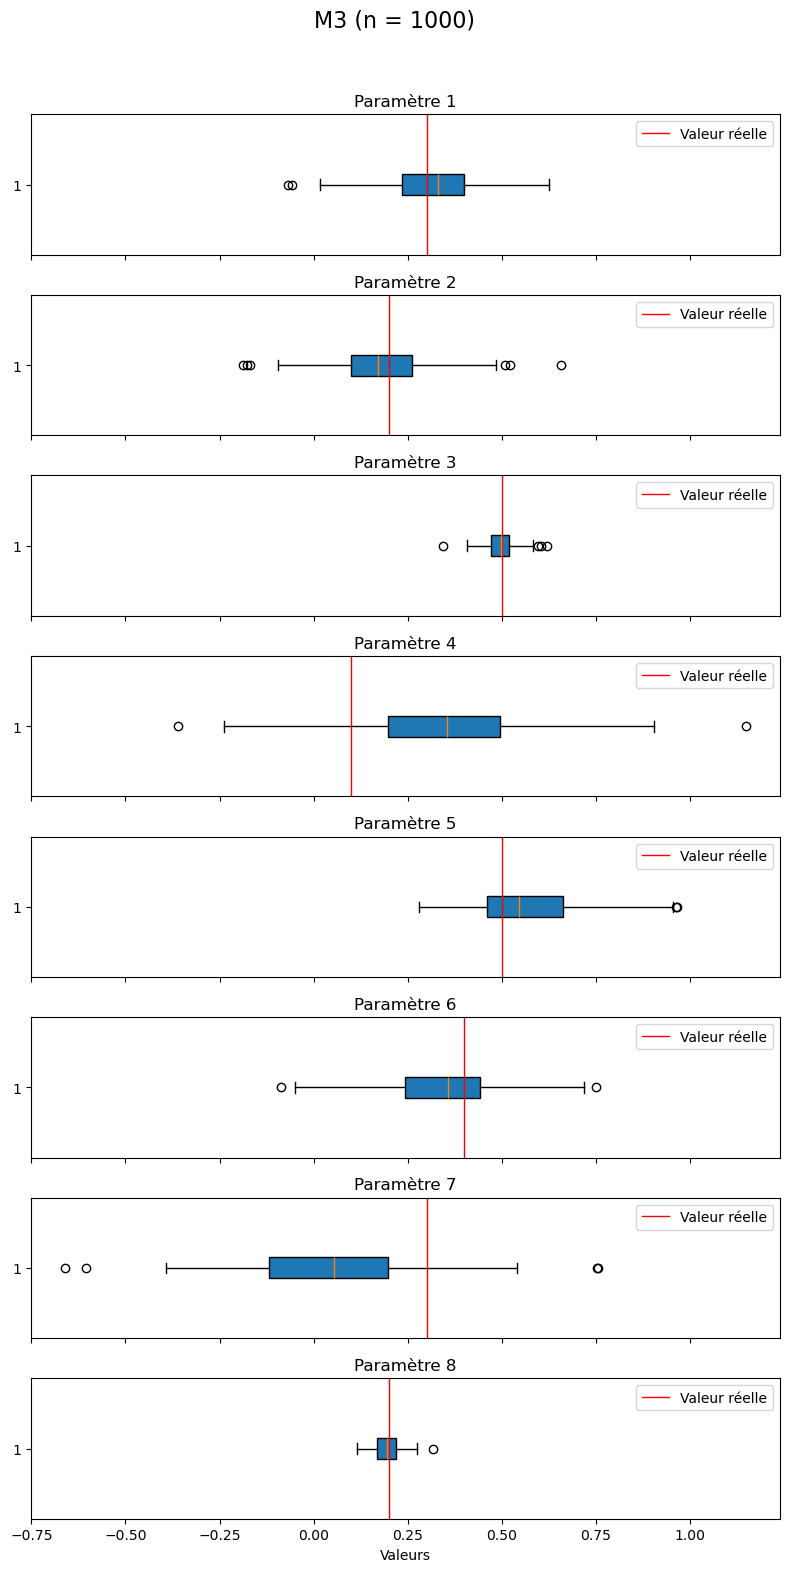 M3 (n = 1000)
Paramètre 1
Valeur réelle
1
Paramètre 2
Valeur réelle
1
Paramètre 3
Valeur réelle
1
Paramètre 4
Valeur réelle
1
Paramètre 5
Valeur réelle
1
Paramètre 6
Valeur réelle
1
Paramètre 7
Valeur réelle
1
Paramètre 8
Valeur réelle
1
−0.75 −0.50 −0.25 0.00 0.25 0.50 0.75 1.00
Valeurs